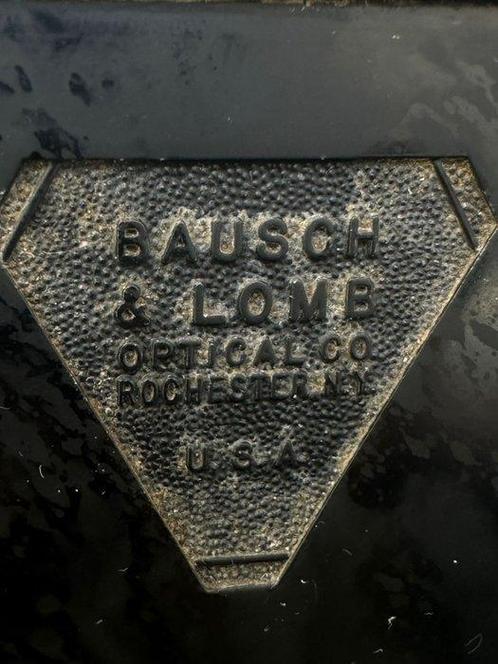 BAUSCH
& LOMB
OPTICAL CO
ROCHESTER N.Y.
U.S.A.